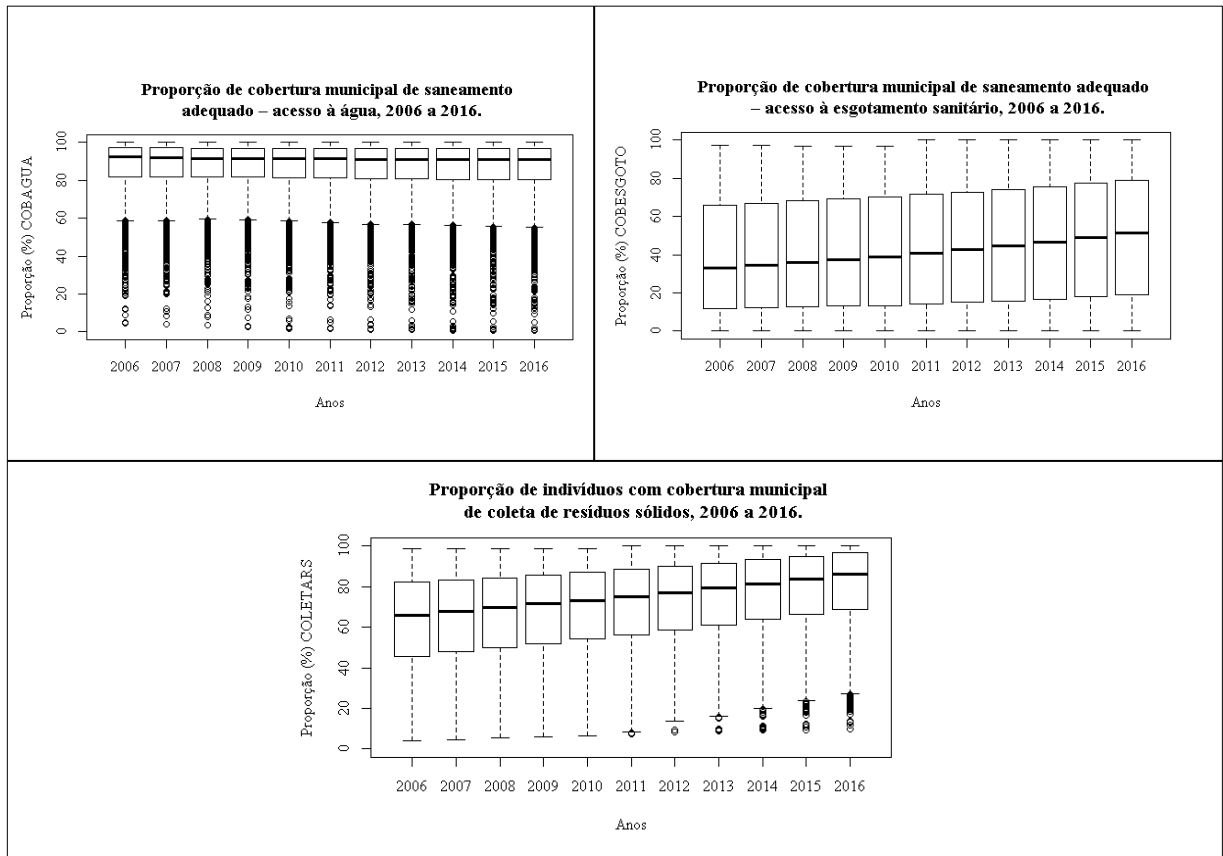 Proporção de cobertura municipal de saneamento
adequado – acesso à água, 2006 a 2016.
Proporção (%) COBAGUA
100
80
60
40
20
0
2006 2007 2008 2009 2010 2011 2012 2013 2014 2015 2016
Anos
Proporção de cobertura municipal de saneamento adequado
– acesso à esgotamento sanitário, 2006 a 2016.
Proporção (%) COBESGOTO
100
80
60
40
20
0
2006 2007 2008 2009 2010 2011 2012 2013 2014 2015 2016
Anos
Proporção de indivíduos com cobertura municipal
de coleta de resíduos sólidos, 2006 a 2016.
Proporção (%) COLETARS
100
80
60
40
20
0
2006 2007 2008 2009 2010 2011 2012 2013 2014 2015 2016
Anos